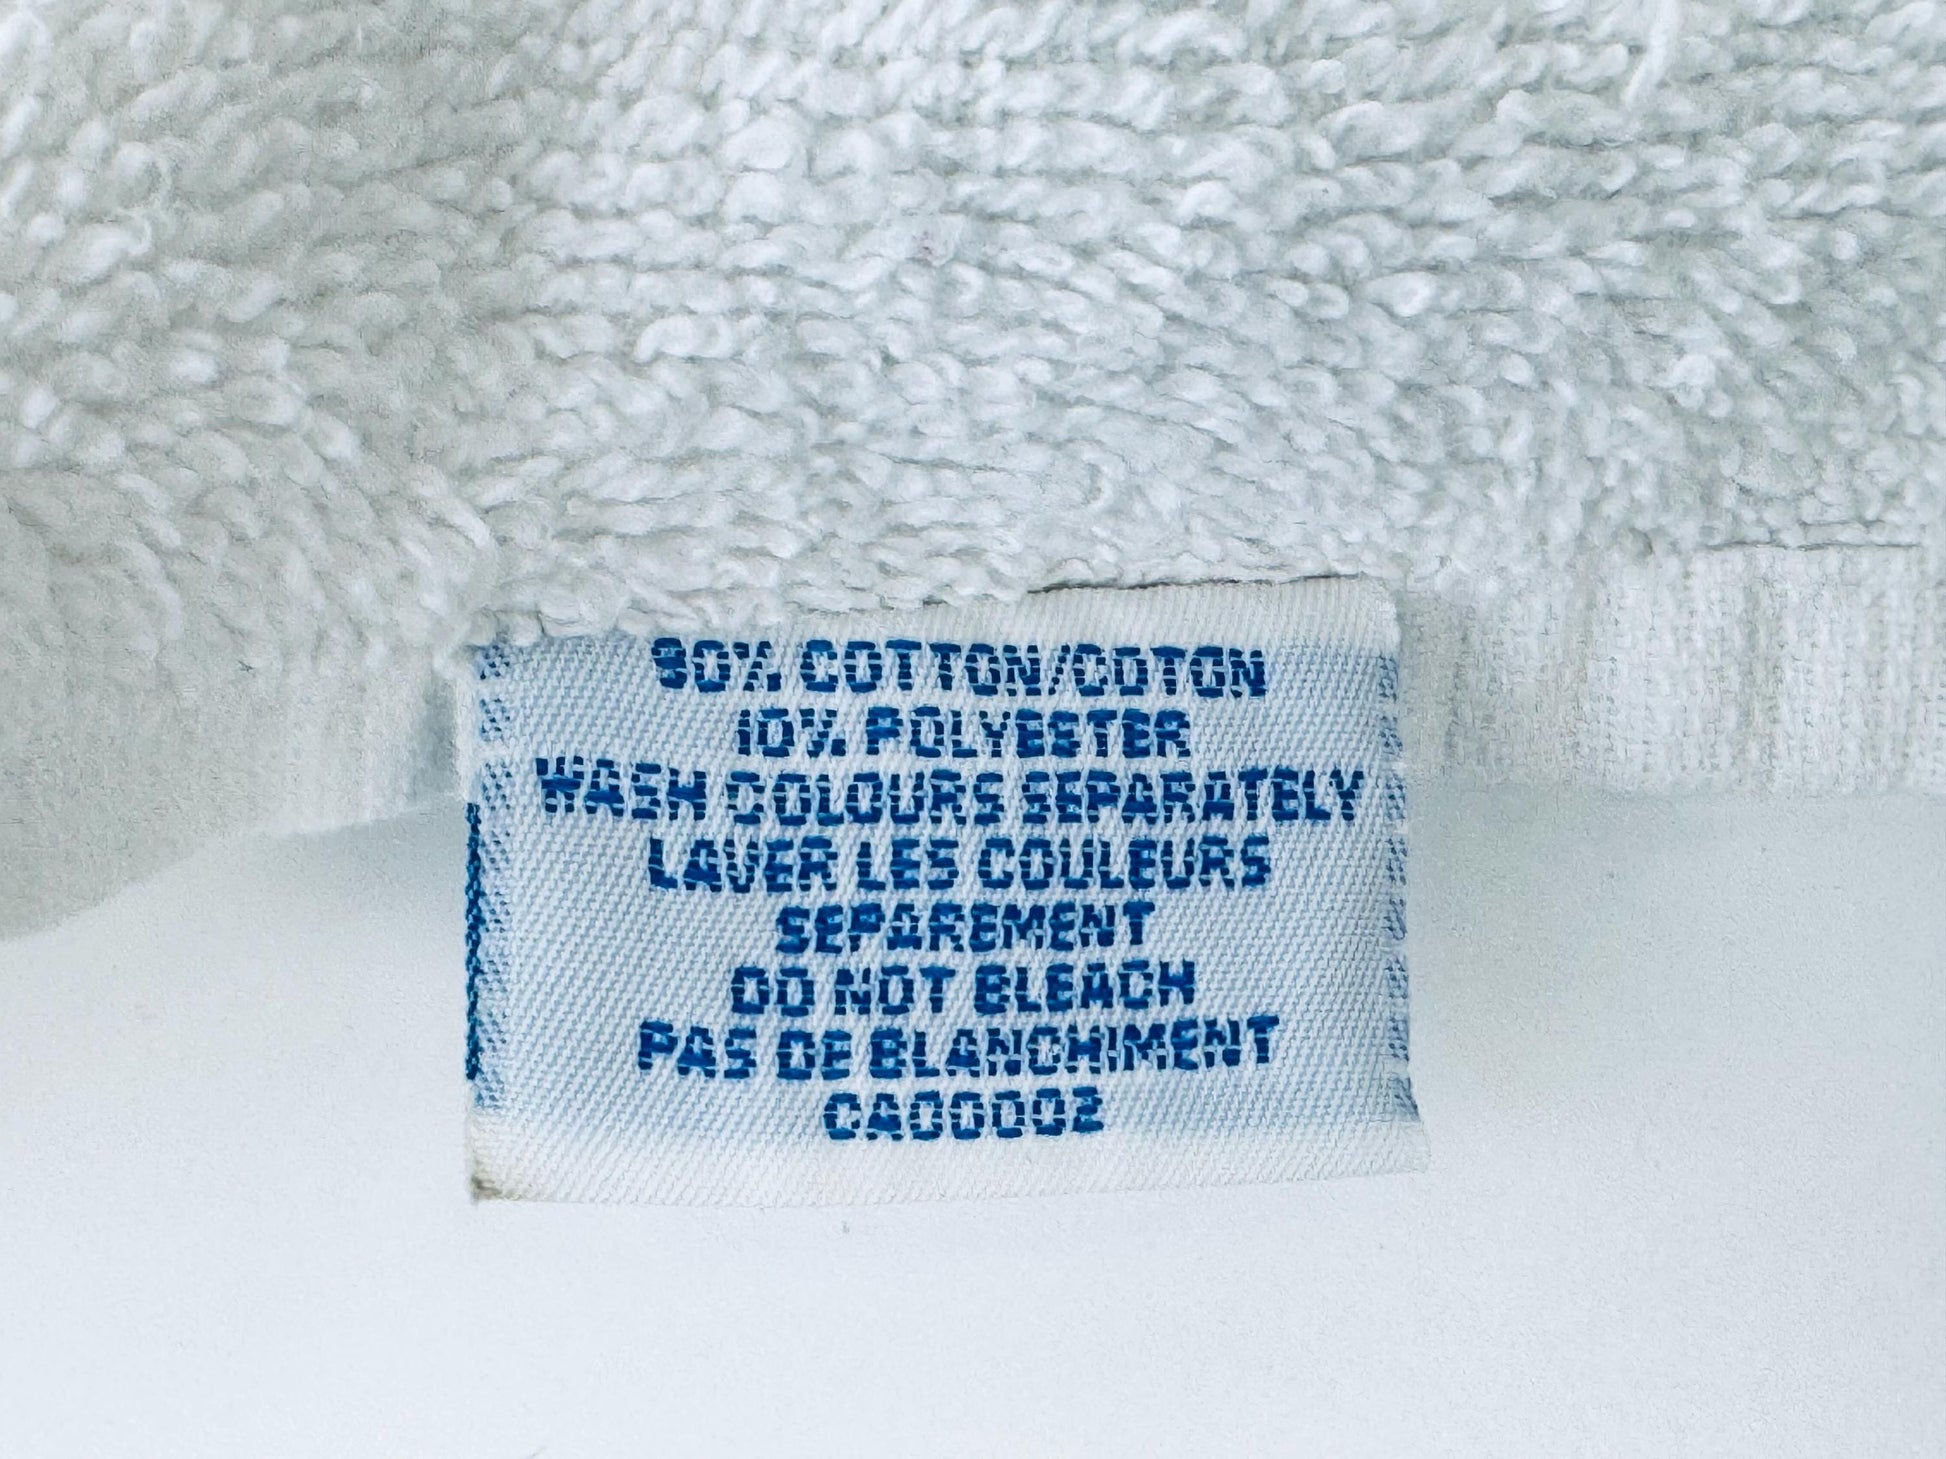 90% COTTON/COTON
10% POLYESTER
WASH COLOURS SEPARATELY
LAVER LES COULEURS
SEPAREMENT
DO NOT BLEACH
PAS DE BLANCHIMENT
CA00002